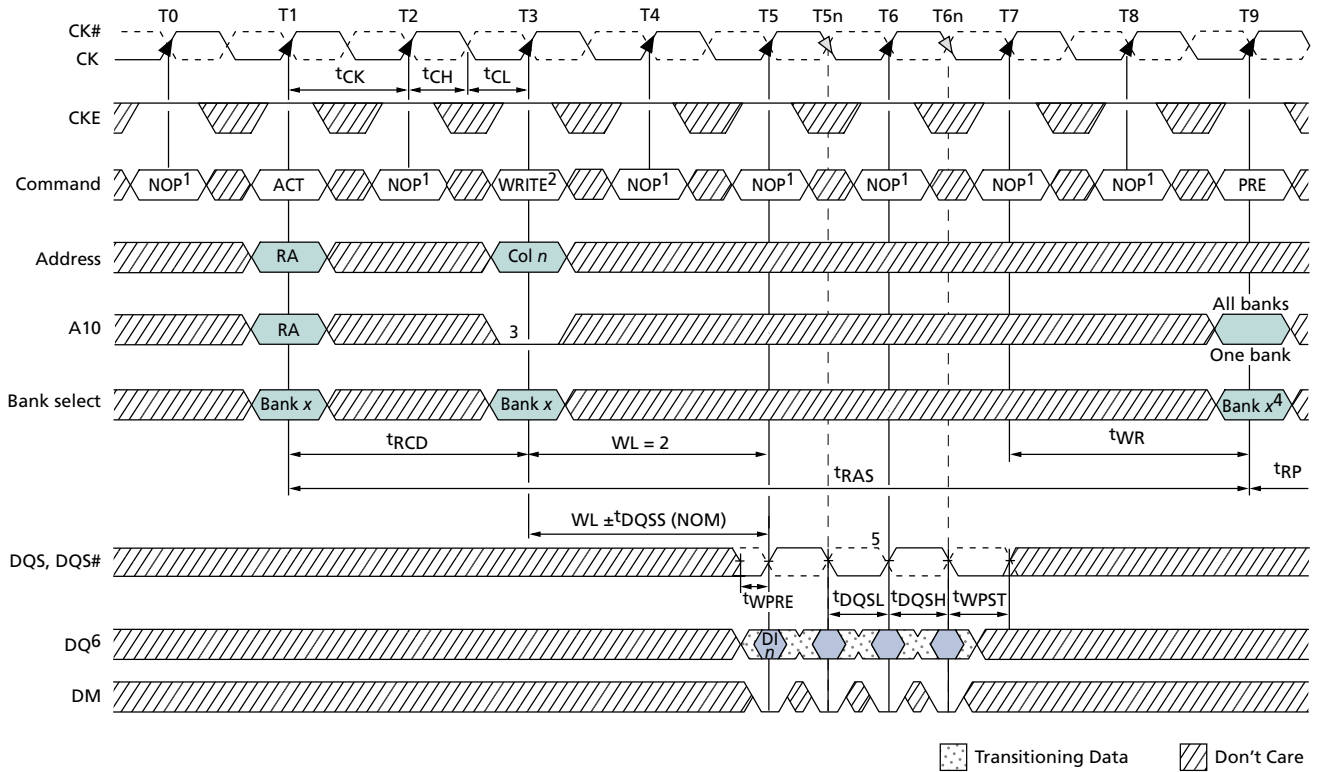 T0 T1 T2 T3 T4 T5 T5n T6 T6n T7 T8 T9
CK#
CK
tCK tCH tCL
CKE
Command NOP1 ACT NOP1 WRITE2 NOP1 NOP1 NOP1 NOP1 NOP1 PRE
Address RA Col n
All banks
A10 RA 3
One bank
Bank select Bank x Bank x Bank x4
tRCD WL = 2 tWR
tRAS tRP
WL ±tDQSS (NOM)
5
DQS, DQS#
tWPRE tDQSL tDQSH tWPST
DQ6 DI
n
DM
Transitioning Data Don't Care